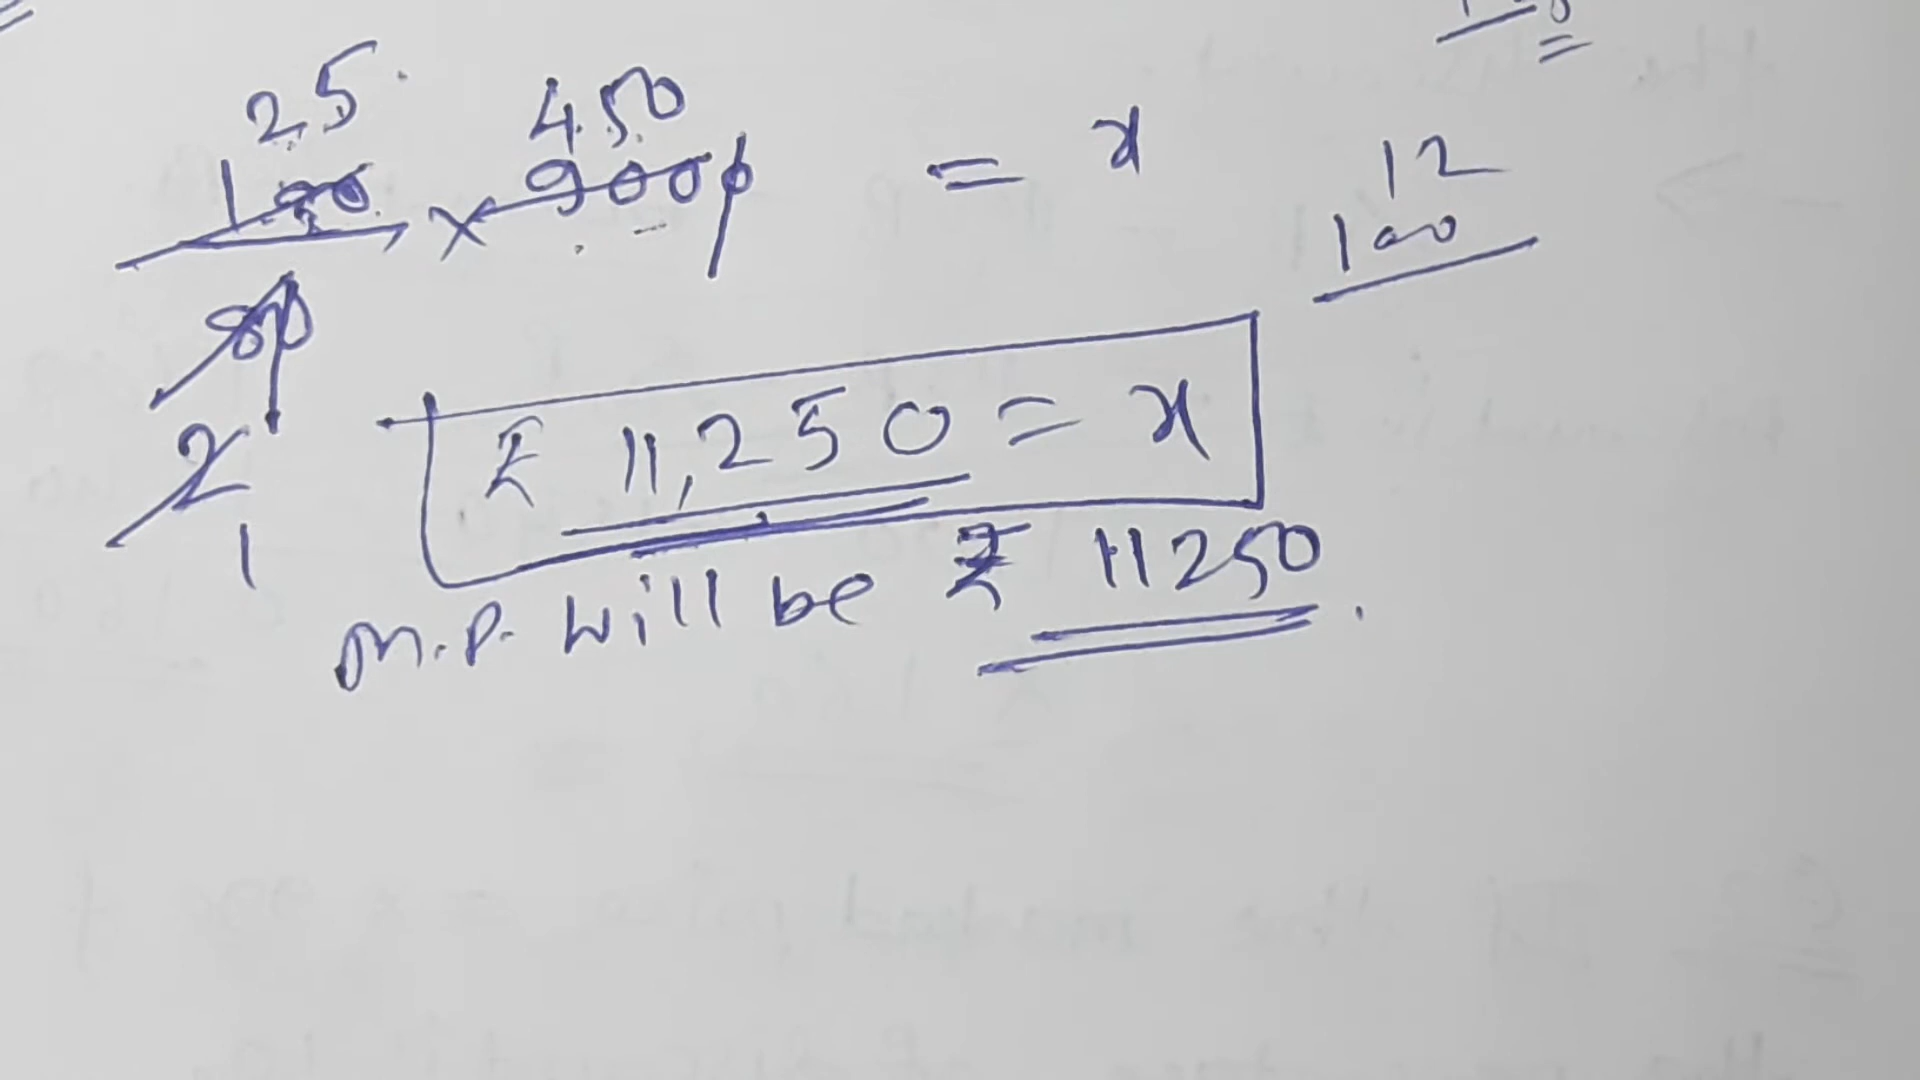 25 450
100 × 9000 = x 12
80 100
2 ₹ 11,250 = x
1
M.P. will be ₹ 11250.